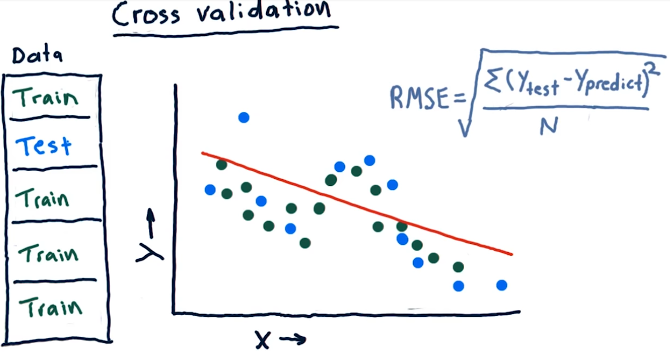 Cross validation
Data
Train
Test
Train
Train
Train
Y →
X →
RMSE = √(Σ(Ytest - Ypredict)² / N)